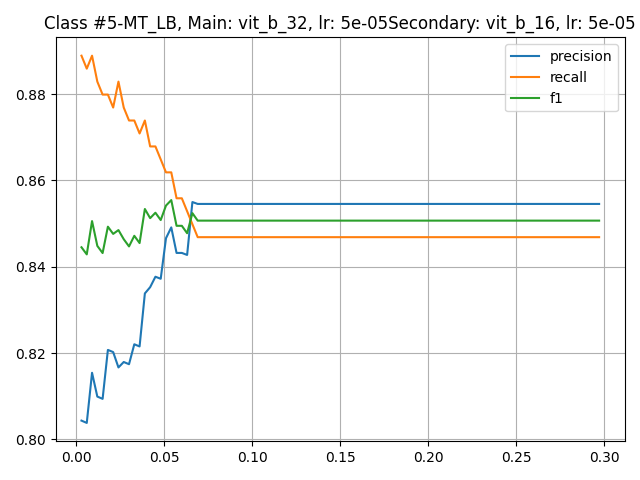 Class #5-MT_LB, Main: vit_b_32, lr: 5e-05Secondary: vit_b_16, lr: 5e-05
precision
recall
f1
0.88
0.86
0.84
0.82
0.80
0.00 0.05 0.10 0.15 0.20 0.25 0.30